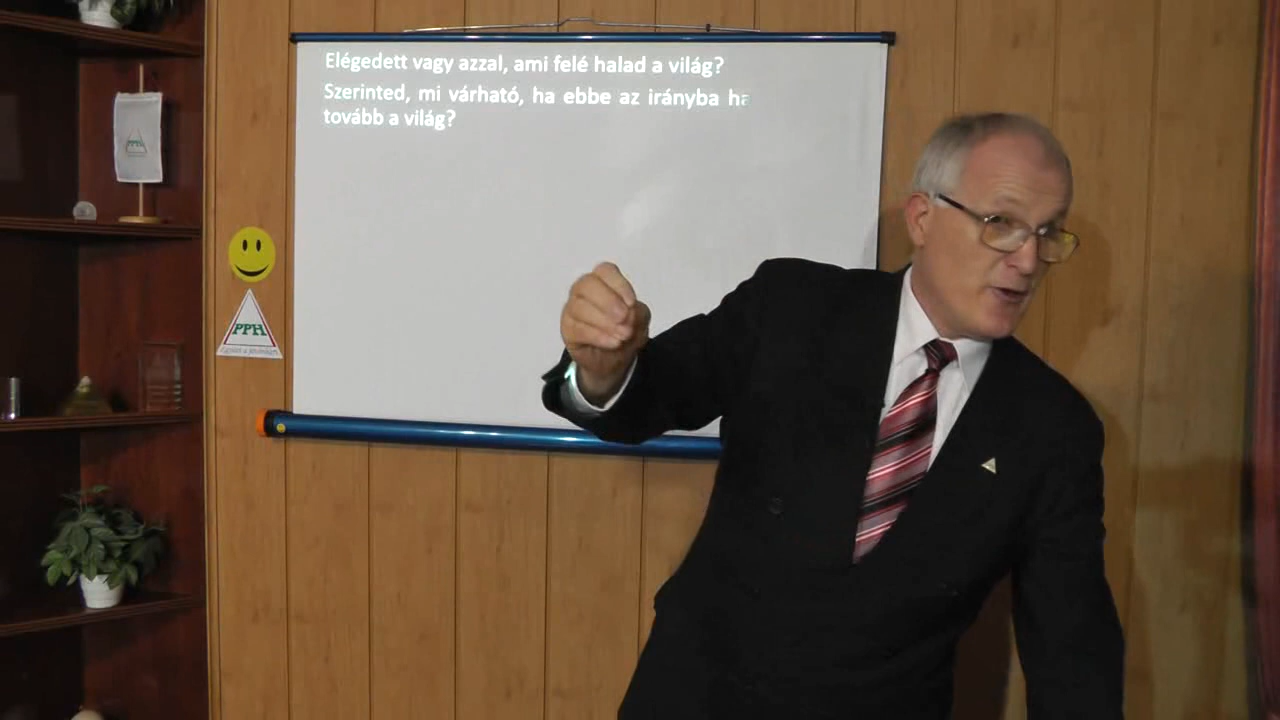 Elégedett vagy azzal, ami felé halad a világ?
Szerinted, mi várható, ha ebbe az irányba ha
tovább a világ?
PPH
PPH